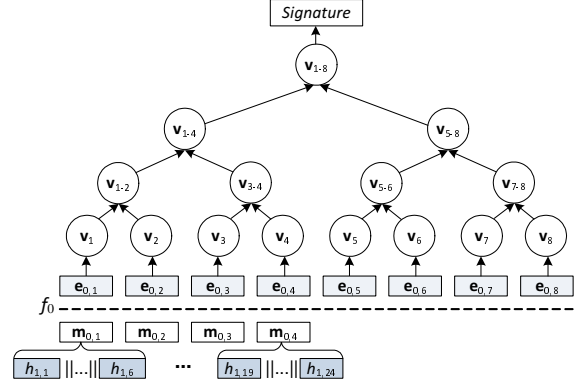 Signature
v1-8
v1-4 v5-8
v1-2 v3-4 v5-6 v7-8
v1 v2 v3 v4 v5 v6 v7 v8
e0,1 e0,2 e0,3 e0,4 e0,5 e0,6 e0,7 e0,8
f0
m0,1 m0,2 m0,3 m0,4
h1,1 ||...|| h1,6 ... h1,19 ||...|| h1,24